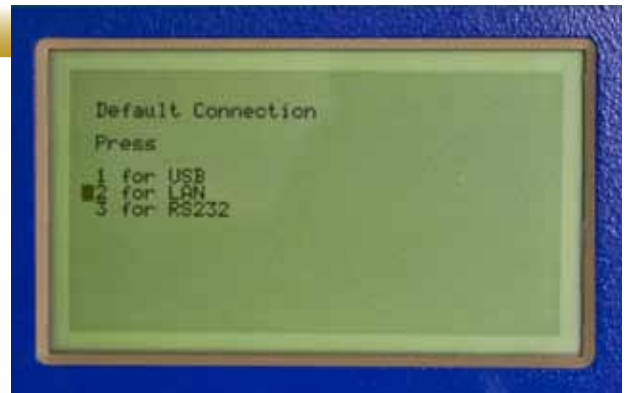 Default Connection
Press
1 for USB
2 for LAN
3 for RS232